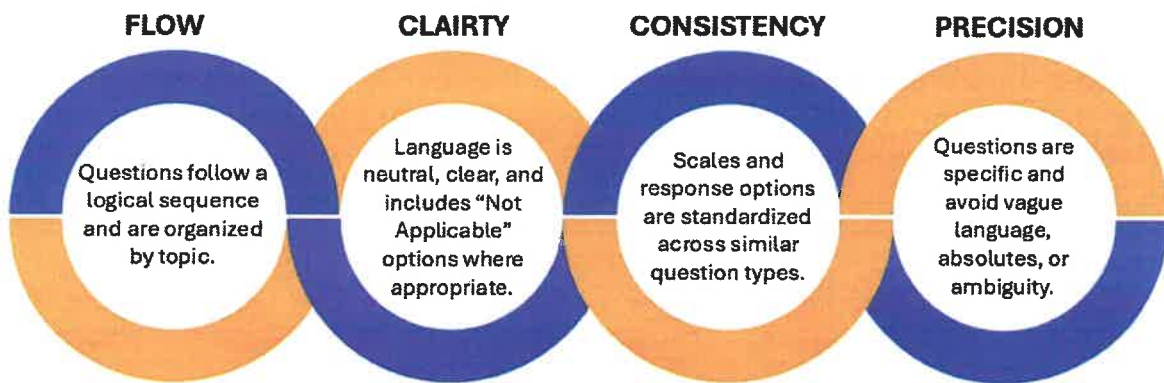 FLOW
Questions follow a
logical sequence
and are organized
by topic.
CLAIRTY
Language is
neutral, clear, and
includes “Not
Applicable”
options where
appropriate.
CONSISTENCY
Scales and
response options
are standardized
across similar
question types.
PRECISION
Questions are
specific and
avoid vague
language,
absolutes, or
ambiguity.